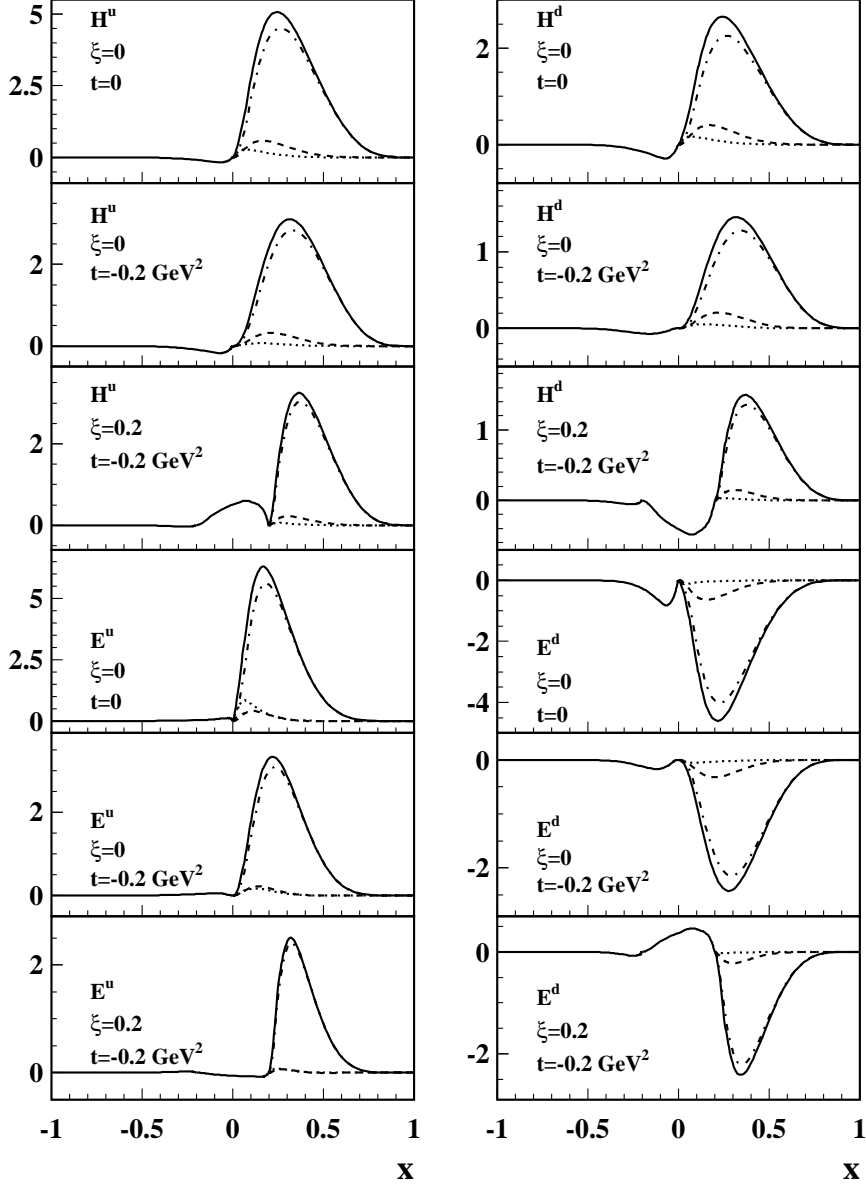 5
2.5
0
H^u
ξ=0
t=0
2
0
H^d
ξ=0
t=0
2
0
H^u
ξ=0
t=-0.2 GeV^2
1
0
H^d
ξ=0
t=-0.2 GeV^2
2
0
H^u
ξ=0.2
t=-0.2 GeV^2
1
0
H^d
ξ=0.2
t=-0.2 GeV^2
5
2.5
0
E^u
ξ=0
t=0
0
-2
-4
E^d
ξ=0
t=0
2
0
E^u
ξ=0
t=-0.2 GeV^2
0
-2
E^d
ξ=0
t=-0.2 GeV^2
2
0
E^u
ξ=0.2
t=-0.2 GeV^2
0
-2
E^d
ξ=0.2
t=-0.2 GeV^2
-1 -0.5 0 0.5 1
x
-1 -0.5 0 0.5 1
x